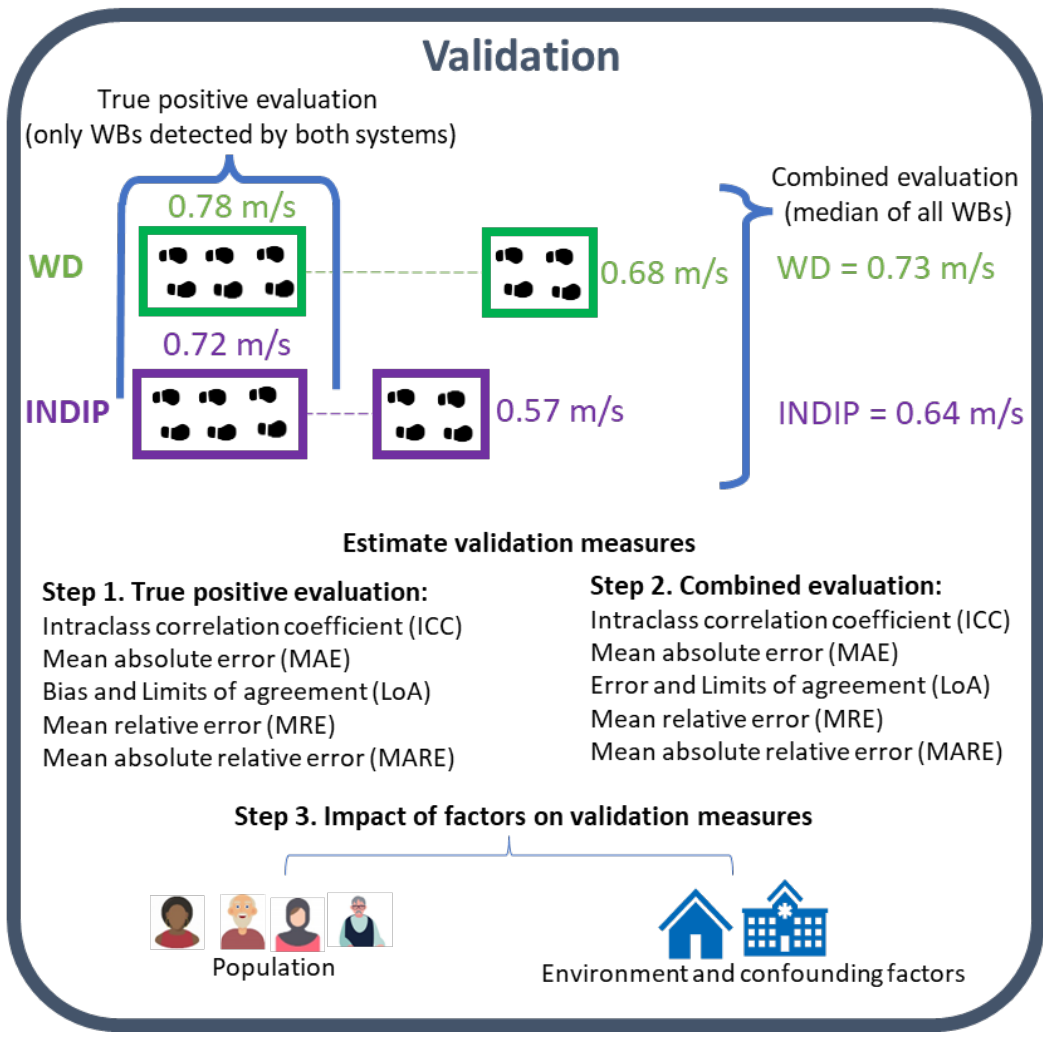 Validation
True positive evaluation
(only WBs detected by both systems)
Combined evaluation
(median of all WBs)
0.78 m/s
WD
0.68 m/s
WD = 0.73 m/s
0.72 m/s
INDIP
0.57 m/s
INDIP = 0.64 m/s
Estimate validation measures
Step 1. True positive evaluation:
Intraclass correlation coefficient (ICC)
Mean absolute error (MAE)
Bias and Limits of agreement (LoA)
Mean relative error (MRE)
Mean absolute relative error (MARE)
Step 2. Combined evaluation:
Intraclass correlation coefficient (ICC)
Mean absolute error (MAE)
Error and Limits of agreement (LoA)
Mean relative error (MRE)
Mean absolute relative error (MARE)
Step 3. Impact of factors on validation measures
Population
Environment and confounding factors